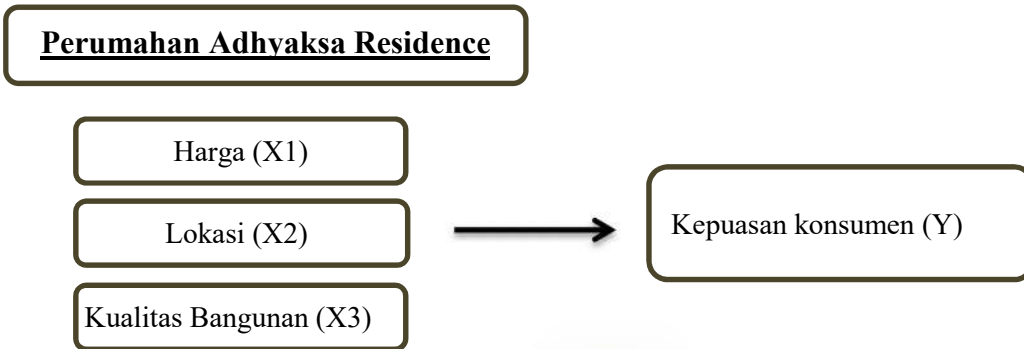 Perumahan Adhyaksa Residence
Harga (X1)
Lokasi (X2)
Kepuasan konsumen (Y)
Kualitas Bangunan (X3)